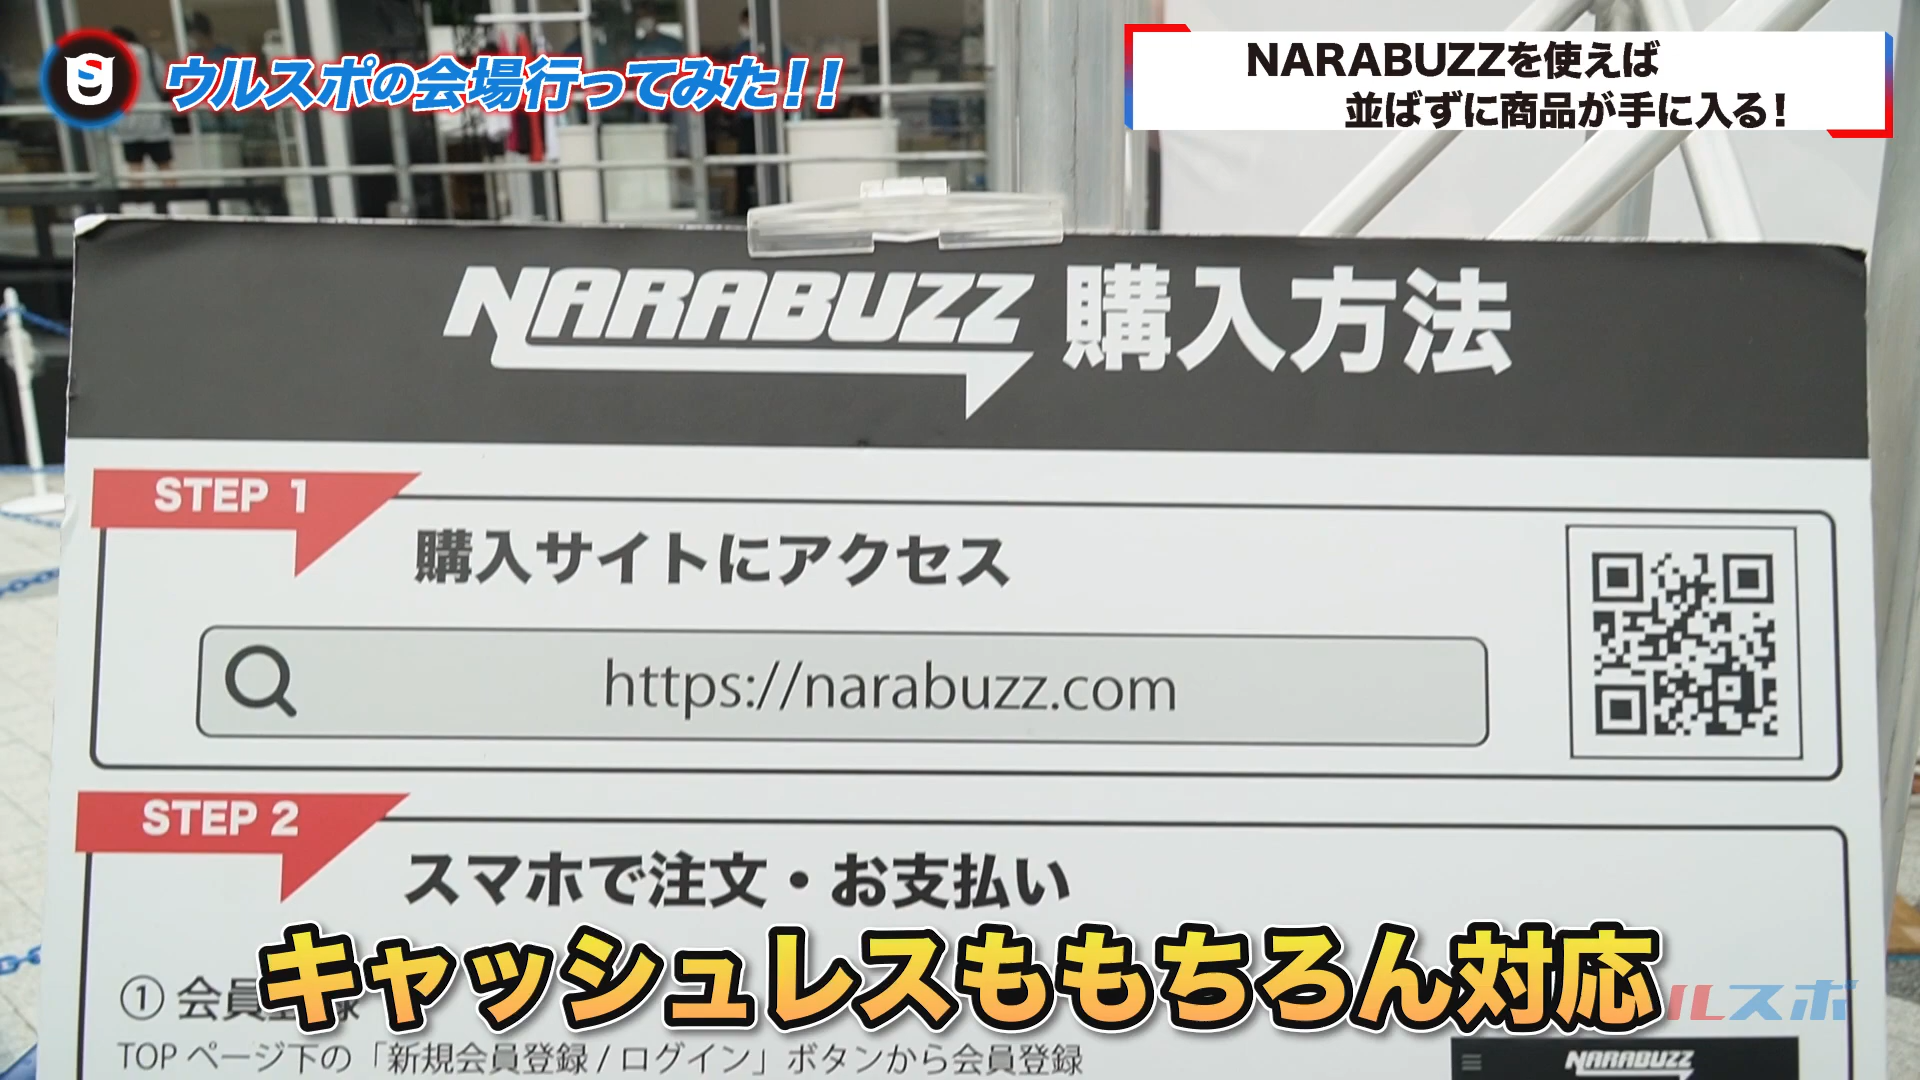 ウルスポの会場行ってみた!!
NARABUZZを使えば
並ばずに商品が手に入る!
NARABUZZ 購入方法
STEP 1
購入サイトにアクセス
https://narabuzz.com
STEP 2
スマホで注文・お支払い
キャッシュレスももちろん対応
ルスポ
① 会員登録
TOP ページ下の「新規会員登録 / ログイン」ボタンから会員登録
NARABUZZ